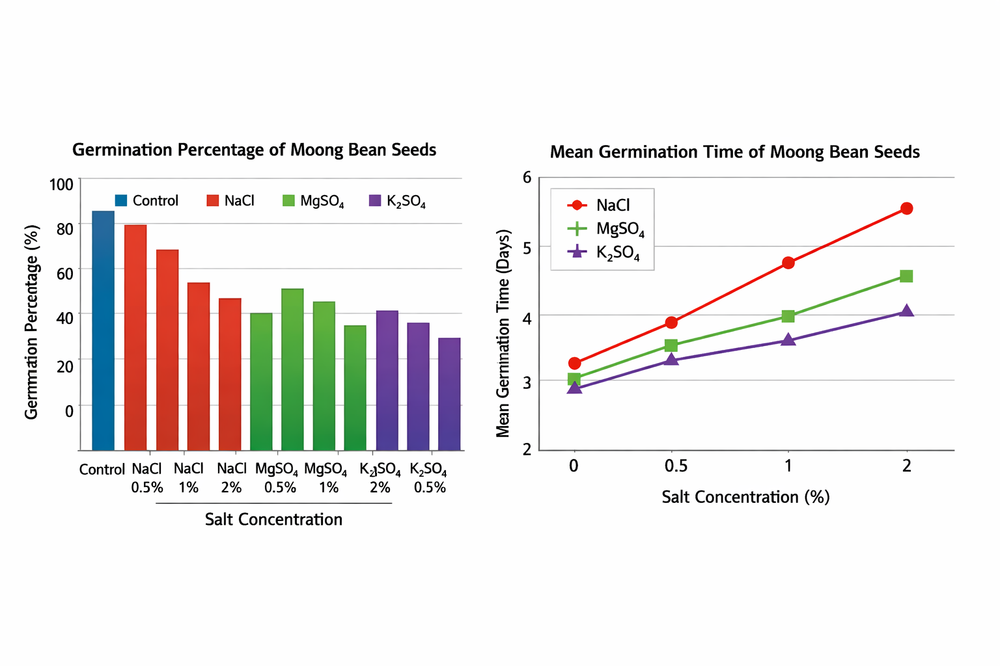 Germination Percentage of Moong Bean Seeds
Germination Percentage (%)
100
80
60
40
20
0
Control NaCl MgSO₄ K₂SO₄
Control NaCl NaCl NaCl MgSO₄ MgSO₄ K₂SO₄
0.5% 1% 2% 0.5% 1% 2% 0.5%
Salt Concentration
Mean Germination Time of Moong Bean Seeds
Mean Germination Time (Days)
6
5
4
3
2
NaCl
MgSO₄
K₂SO₄
0 0.5 1 2
Salt Concentration (%)